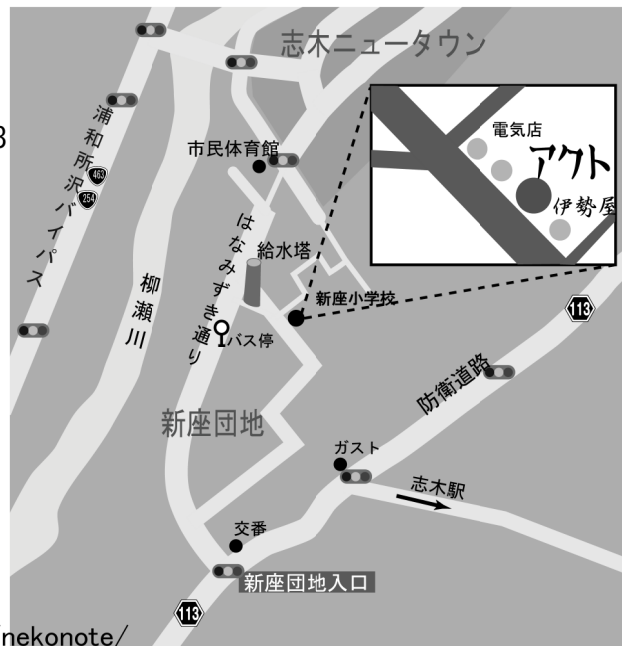 志木ニュータウン
3
浦和所沢バイパス
463
254
市民体育館
電気店
アクト
伊勢屋
はなみずき通り
給水塔
柳瀬川
新座小学校
113
バス停
防衛道路
新座団地
ガスト
志木駅
交番
新座団地入口
113
nekonote/